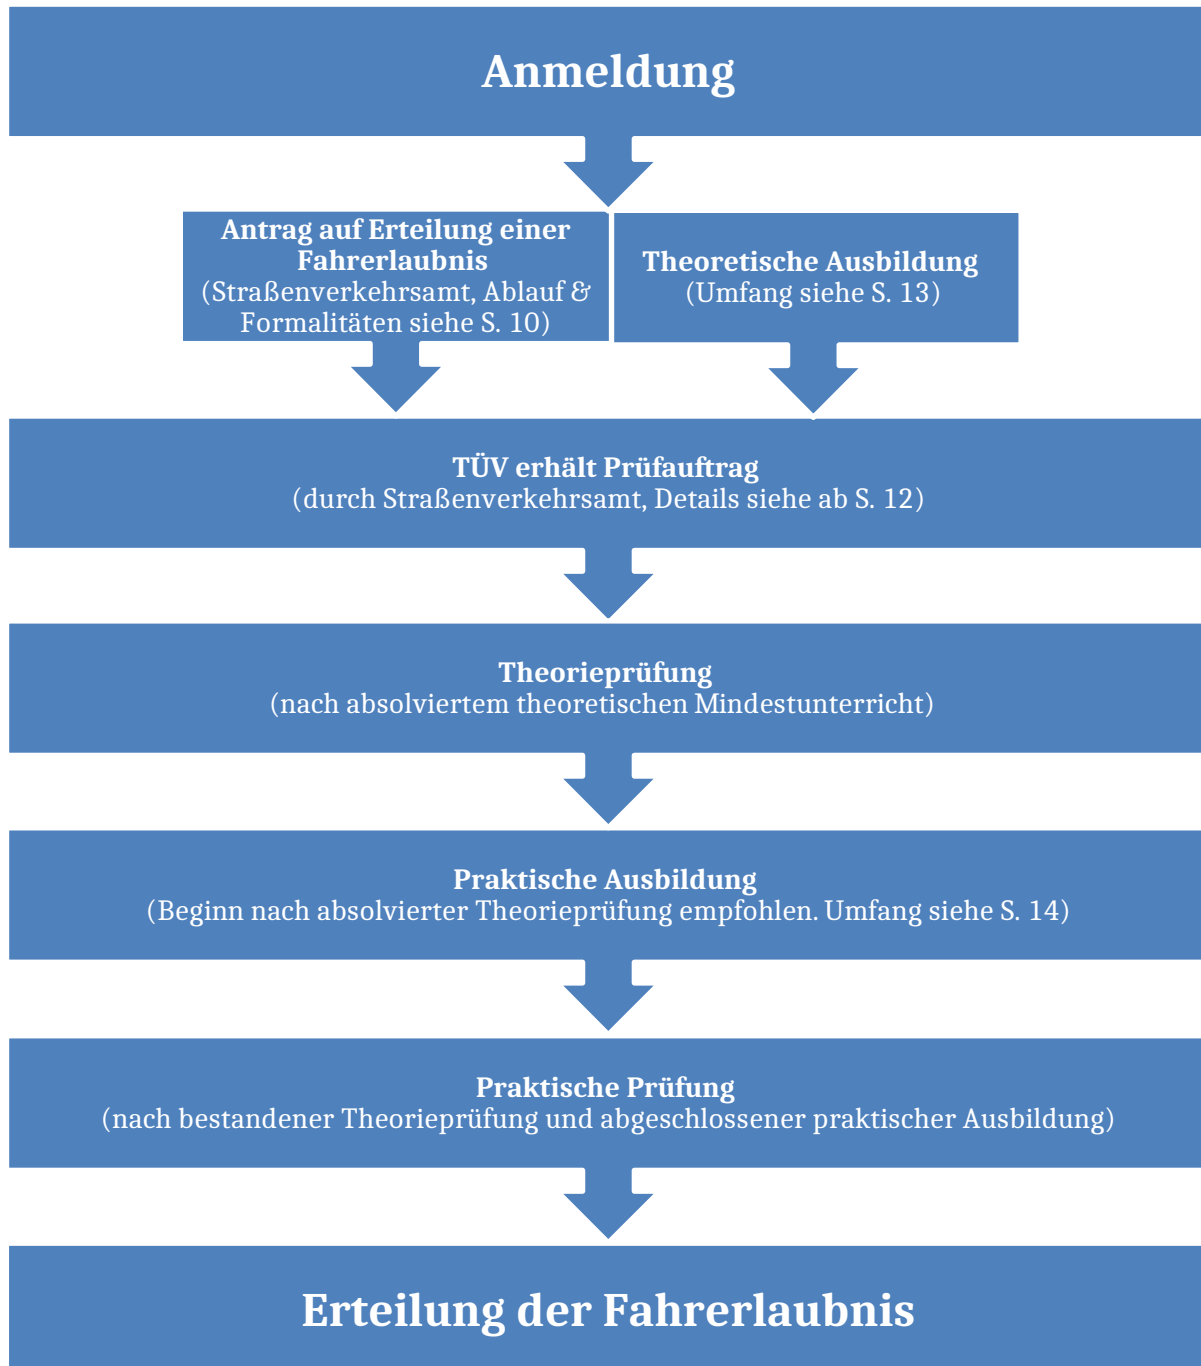 Anmeldung
Antrag auf Erteilung einer
Fahrerlaubnis
(Straßenverkehrsamt, Ablauf &
Formalitäten siehe S. 10)
Theoretische Ausbildung
(Umfang siehe S. 13)
TÜV erhält Prüfauftrag
(durch Straßenverkehrsamt, Details siehe ab S. 12)
Theorieprüfung
(nach absolviertem theoretischen Mindestunterricht)
Praktische Ausbildung
(Beginn nach absolvierter Theorieprüfung empfohlen. Umfang siehe S. 14)
Praktische Prüfung
(nach bestandener Theorieprüfung und abgeschlossener praktischer Ausbildung)
Erteilung der Fahrerlaubnis